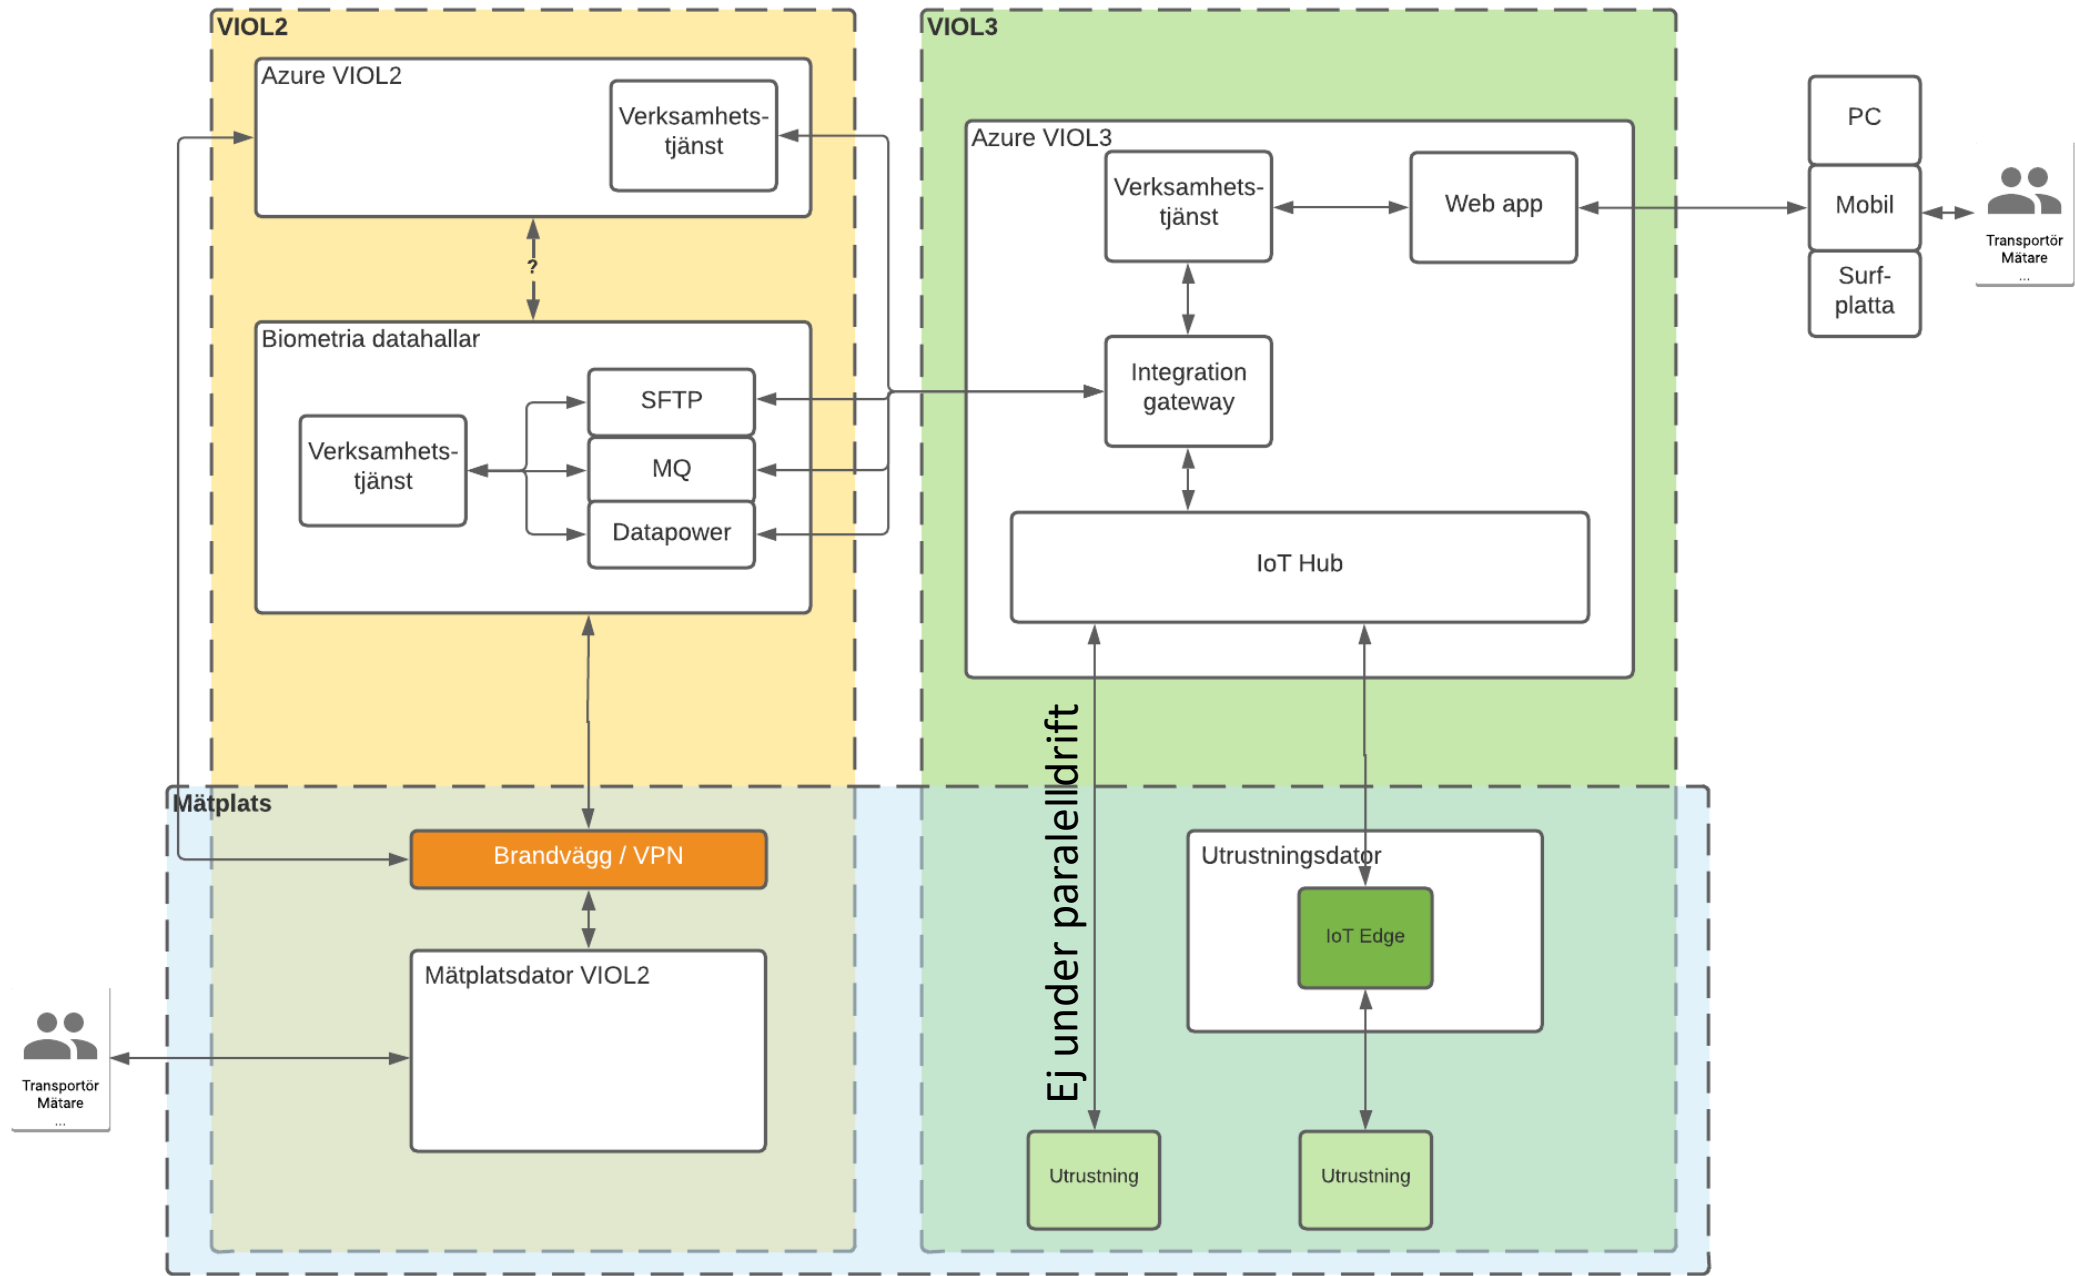 VIOL2
Azure VIOL2
Verksamhets-
tjänst
?
Biometria datahallar
Verksamhets-
tjänst
SFTP
MQ
Datapower
VIOL3
Azure VIOL3
Verksamhets-
tjänst
Web app
Integration
gateway
IoT Hub
PC
Mobil
Surf-
platta
Transportör
Mätare
...
Mätplats
Brandvägg / VPN
Mätplatsdator VIOL2
Transportör
Mätare
...
Ej under paralelldrift
Utrustningsdator
IoT Edge
Utrustning
Utrustning